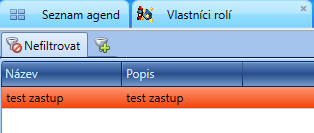 Seznam agend Vlastníci rolí
Nefiltrovat
Název Popis
test zastup test zastup